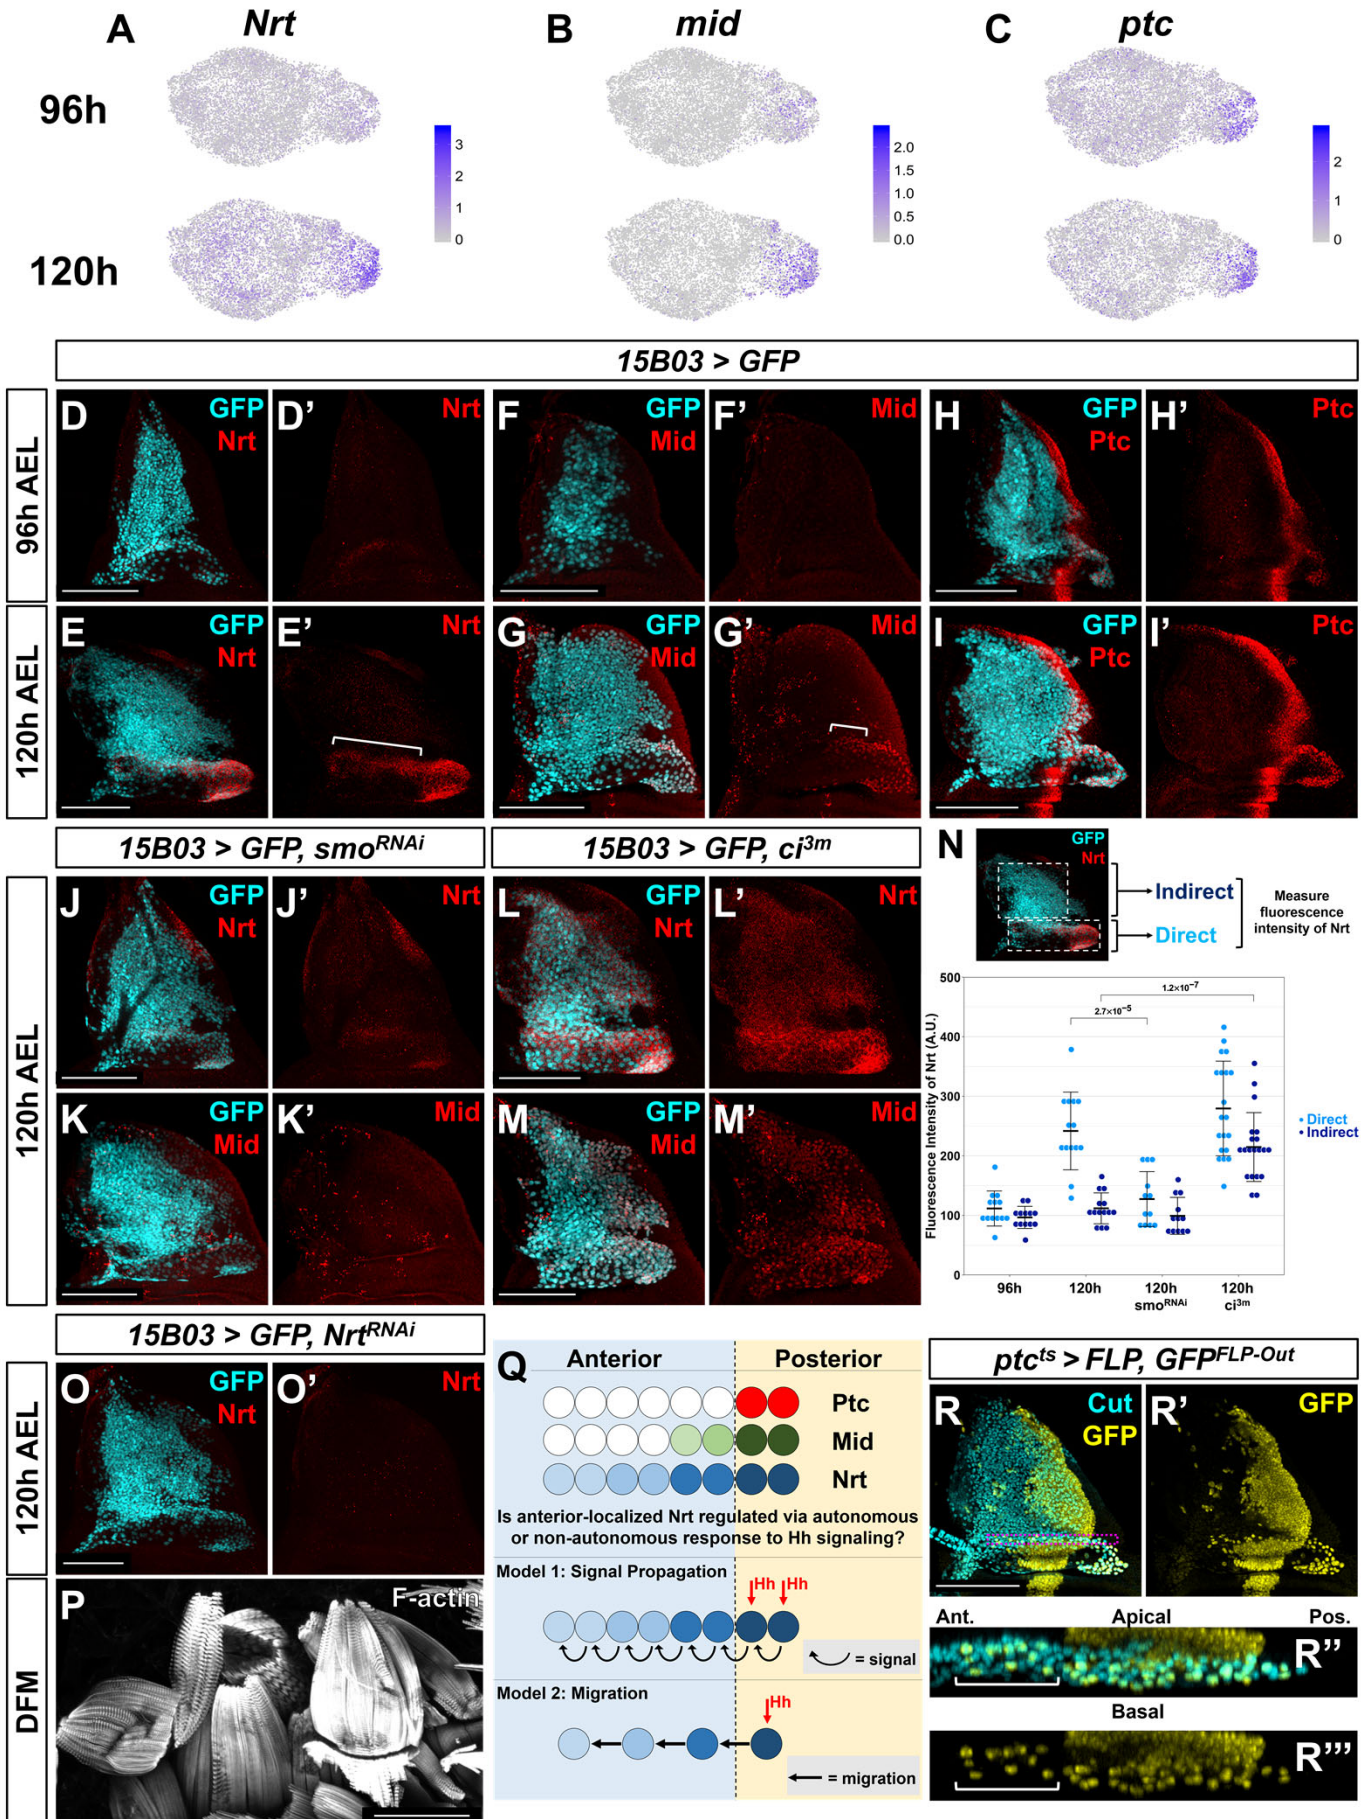 A Nrt
B mid
C ptc
96h
120h
3
2
1
0
2.0
1.5
1.0
0.5
0.0
2
1
0
15B03 > GFP
96h AEL
D GFP
Nrt
D' Nrt
F GFP
Mid
F' Mid
H GFP
Ptc
H' Ptc
120h AEL
E GFP
Nrt
E' Nrt
G GFP
Mid
G' Mid
I GFP
Ptc
I' Ptc
15B03 > GFP, smoRNAi
15B03 > GFP, ci3m
120h AEL
J GFP
Nrt
J' Nrt
L GFP
Nrt
L' Nrt
K GFP
Mid
K' Mid
M GFP
Mid
M' Mid
N GFP
Nrt
Indirect
Direct
Measure
fluorescence
intensity of Nrt
Fluorescence Intensity of Nrt (A.U.)
500
400
300
200
100
0
2.7×10−5
1.2×10−7
Direct
Indirect
96h
120h
120h
smoRNAi
120h
ci3m
15B03 > GFP, NrtRNAi
120h AEL
O GFP
Nrt
O' Nrt
DFM
P F-actin
Q Anterior Posterior
Ptc
Mid
Nrt
Is anterior-localized Nrt regulated via autonomous
or non-autonomous response to Hh signaling?
Model 1: Signal Propagation
Hh Hh
= signal
Model 2: Migration
Hh
= migration
ptcts > FLP, GFPFLP-Out
R Cut
GFP
R' GFP
Ant. Apical Pos.
R''
Basal
R'''